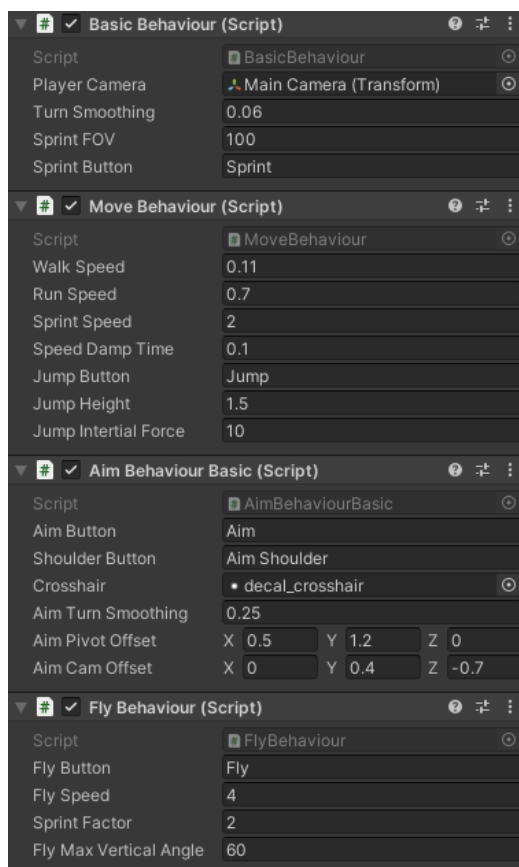 # Basic Behaviour (Script)
Script # BasicBehaviour
Player Camera Main Camera (Transform)
Turn Smoothing 0.06
Sprint FOV 100
Sprint Button Sprint
# Move Behaviour (Script)
Script # MoveBehaviour
Walk Speed 0.11
Run Speed 0.7
Sprint Speed 2
Speed Damp Time 0.1
Jump Button Jump
Jump Height 1.5
Jump Intertial Force 10
# Aim Behaviour Basic (Script)
Script # AimBehaviourBasic
Aim Button Aim
Shoulder Button Aim Shoulder
Crosshair decal_crosshair
Aim Turn Smoothing 0.25
Aim Pivot Offset X 0.5 Y 1.2 Z 0
Aim Cam Offset X 0 Y 0.4 Z -0.7
# Fly Behaviour (Script)
Script # FlyBehaviour
Fly Button Fly
Fly Speed 4
Sprint Factor 2
Fly Max Vertical Angle 60